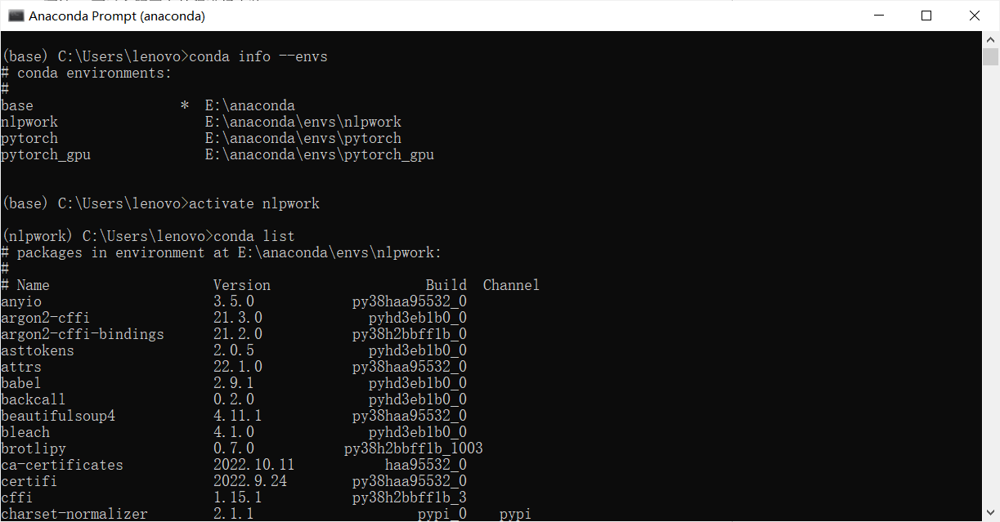 Anaconda Prompt (anaconda)
(base) C:\Users\lenovo>conda info --envs
# conda environments:
#
base                  *  E:\anaconda
nlpwork                  E:\anaconda\envs\nlpwork
pytorch                  E:\anaconda\envs\pytorch
pytorch_gpu              E:\anaconda\envs\pytorch_gpu
(base) C:\Users\lenovo>activate nlpwork
(nlpwork) C:\Users\lenovo>conda list
# packages in environment at E:\anaconda\envs\nlpwork:
#
# Name                    Version                   Build  Channel
anyio                     3.5.0            py38haa95532_0
argon2-cffi               21.3.0             pyhd3eb1b0_0
argon2-cffi-bindings      21.2.0           py38h2bbff1b_0
asttokens                 2.0.5              pyhd3eb1b0_0
attrs                     22.1.0           py38haa95532_0
babel                     2.9.1              pyhd3eb1b0_0
backcall                  0.2.0              pyhd3eb1b0_0
beautifulsoup4            4.11.1           py38haa95532_0
bleach                    4.1.0              pyhd3eb1b0_0
brotlipy                  0.7.0           py38h2bbff1b_1003
ca-certificates           2022.10.11           haa95532_0
certifi                   2022.9.24        py38haa95532_0
cffi                      1.15.1           py38h2bbff1b_3
charset-normalizer        2.1.1                    pypi_0    pypi